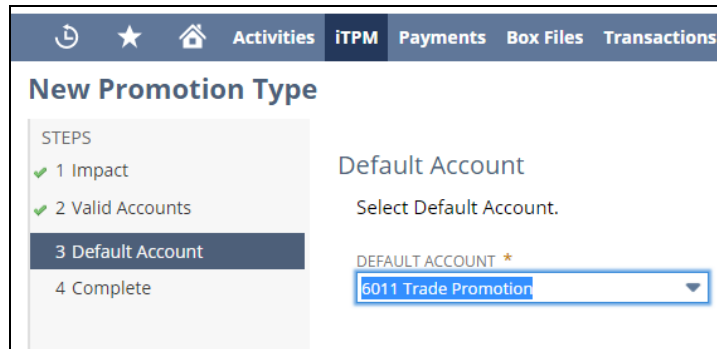 Activities iTPM Payments Box Files Transactions
New Promotion Type
STEPS
1 Impact
2 Valid Accounts
3 Default Account
4 Complete
Default Account
Select Default Account.
DEFAULT ACCOUNT *
6011 Trade Promotion